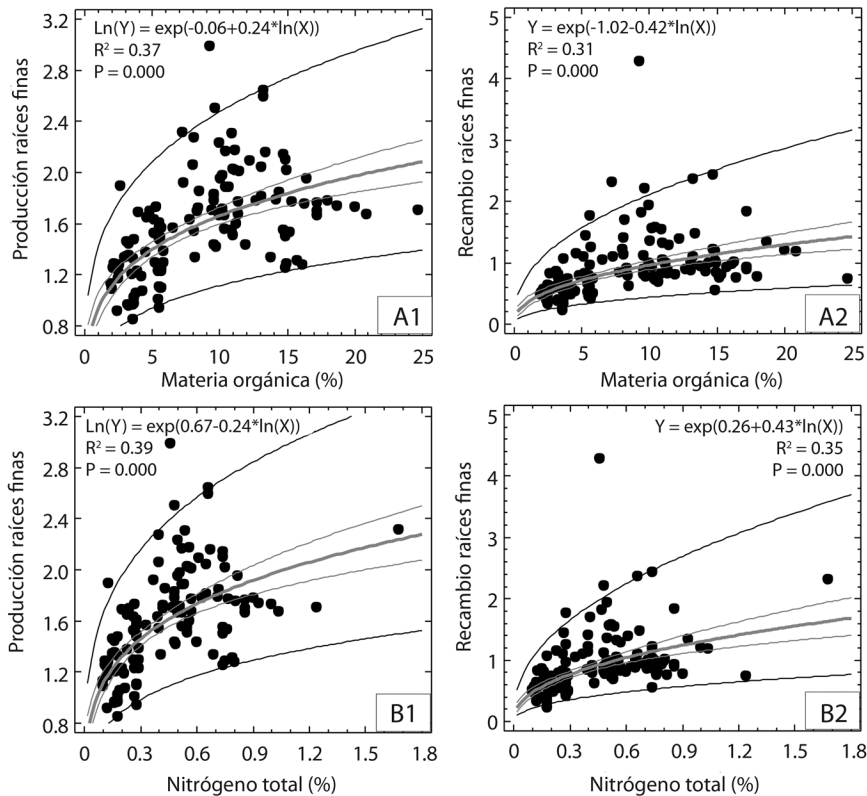 Ln(Y) = exp(-0.06+0.24*ln(X))
R² = 0.37
P = 0.000
3.2
2.8
2.4
2.0
1.6
1.2
0.8
Producción raíces finas
A1
0
5
10
15
20
25
Materia orgánica (%)
Y = exp(-1.02-0.42*ln(X))
R² = 0.31
P = 0.000
5
4
3
2
1
0
Recambio raíces finas
A2
0
5
10
15
20
25
Materia orgánica (%)
Ln(Y) = exp(0.67-0.24*ln(X))
R² = 0.39
P = 0.000
3.2
2.8
2.4
2.0
1.6
1.2
0.8
Producción raíces finas
B1
0
0.3
0.6
0.9
1.2
1.5
1.8
Nitrógeno total (%)
Y = exp(0.26+0.43*ln(X))
R² = 0.35
P = 0.000
5
4
3
2
1
0
Recambio raíces finas
B2
0
0.3
0.6
0.9
1.2
1.5
1.8
Nitrógeno total (%)